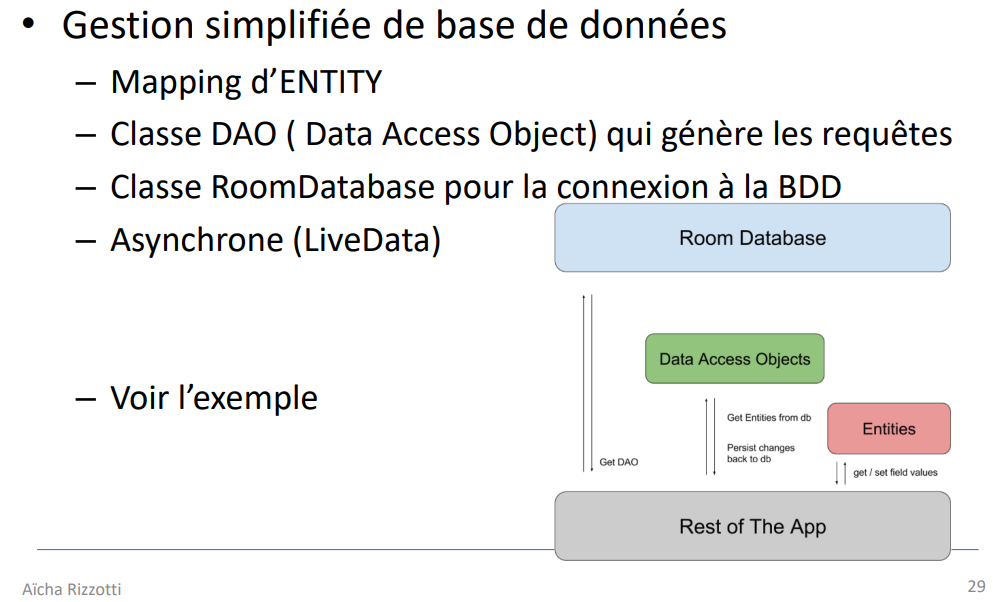 • Gestion simplifiée de base de données
– Mapping d’ENTITY
– Classe DAO ( Data Access Object) qui génère les requêtes
– Classe RoomDatabase pour la connexion à la BDD
– Asynchrone (LiveData)
– Voir l’exemple
Room Database
Data Access Objects
Get Entities from db
Persist changes
back to db
Entities
Get DAO
get / set field values
Rest of The App
Aïcha Rizzotti
29